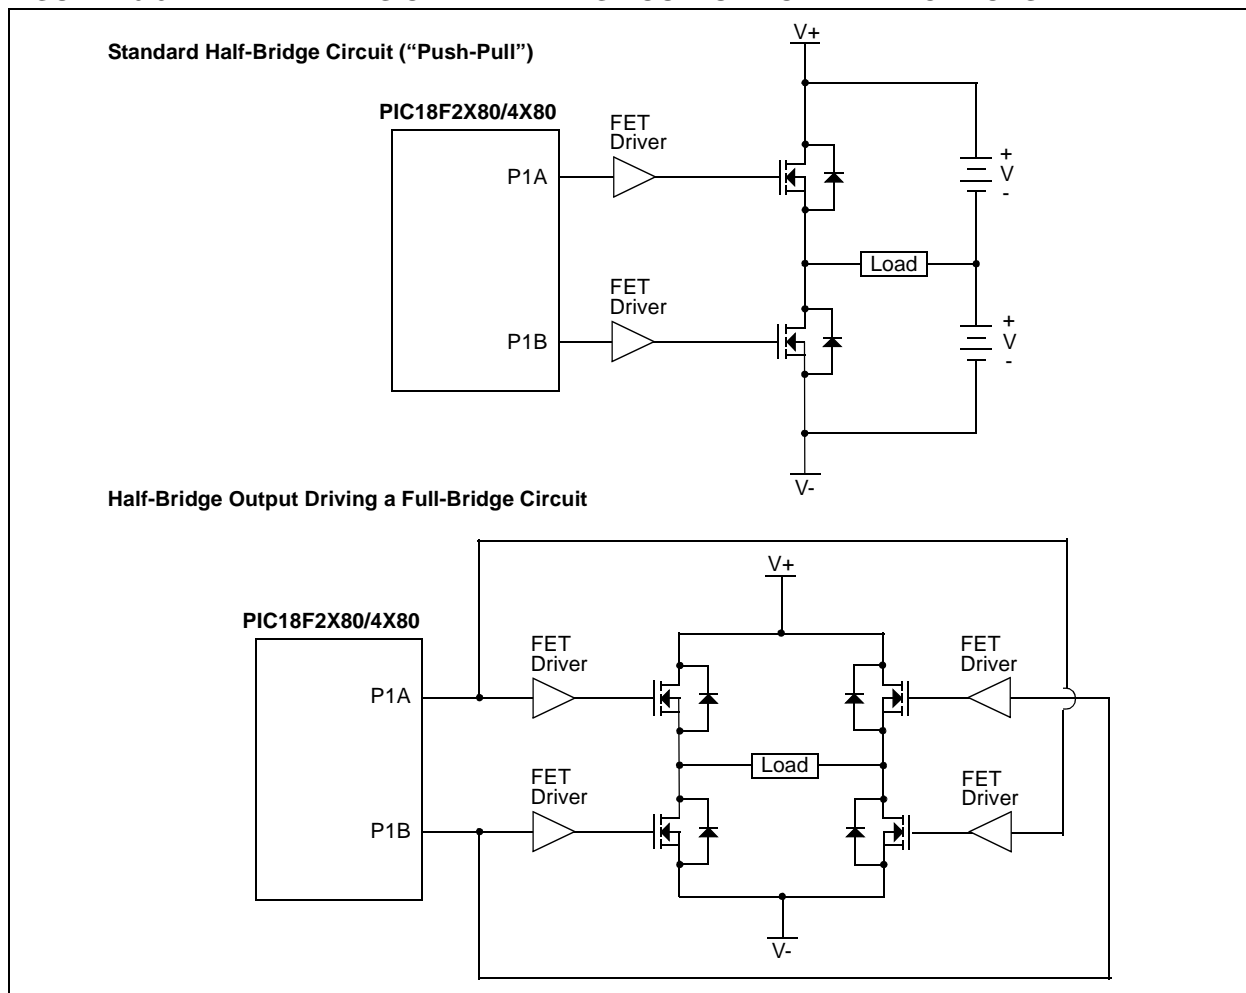 V+
Standard Half-Bridge Circuit (“Push-Pull”)
PIC18F2X80/4X80
FET
Driver
P1A
+
V
-
Load
FET
Driver
P1B
+
V
-
V-
Half-Bridge Output Driving a Full-Bridge Circuit
V+
PIC18F2X80/4X80
FET
Driver
FET
Driver
P1A
Load
FET
Driver
FET
Driver
P1B
V-